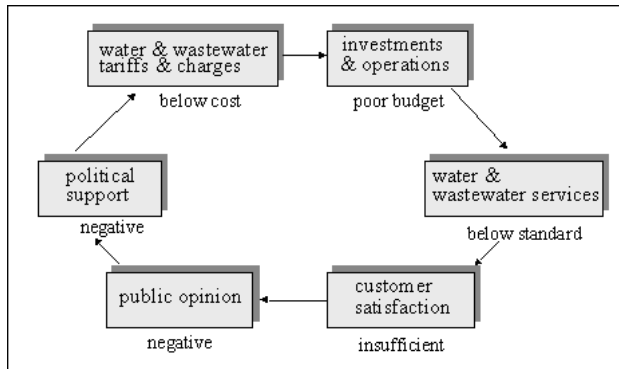 water & wastewater
tariffs & charges
below cost
investments
& operations
poor budget
water &
wastewater services
below standard
customer
satisfaction
insufficient
public opinion
negative
political
support
negative